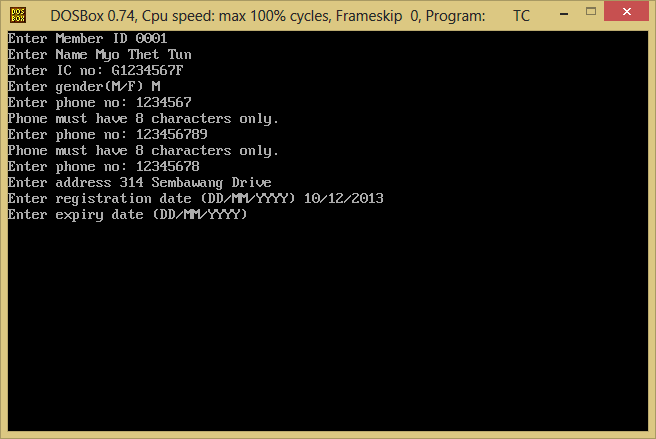 DOS
BOX
DOSBox 0.74, Cpu speed: max 100% cycles, Frameskip 0, Program: TC
Enter Member ID 0001
Enter Name Myo Thet Tun
Enter IC no: G1234567F
Enter gender(M/F) M
Enter phone no: 1234567
Phone must have 8 characters only.
Enter phone no: 123456789
Phone must have 8 characters only.
Enter phone no: 12345678
Enter address 314 Sembawang Drive
Enter registration date (DD/MM/YYYY) 10/12/2013
Enter expiry date (DD/MM/YYYY)